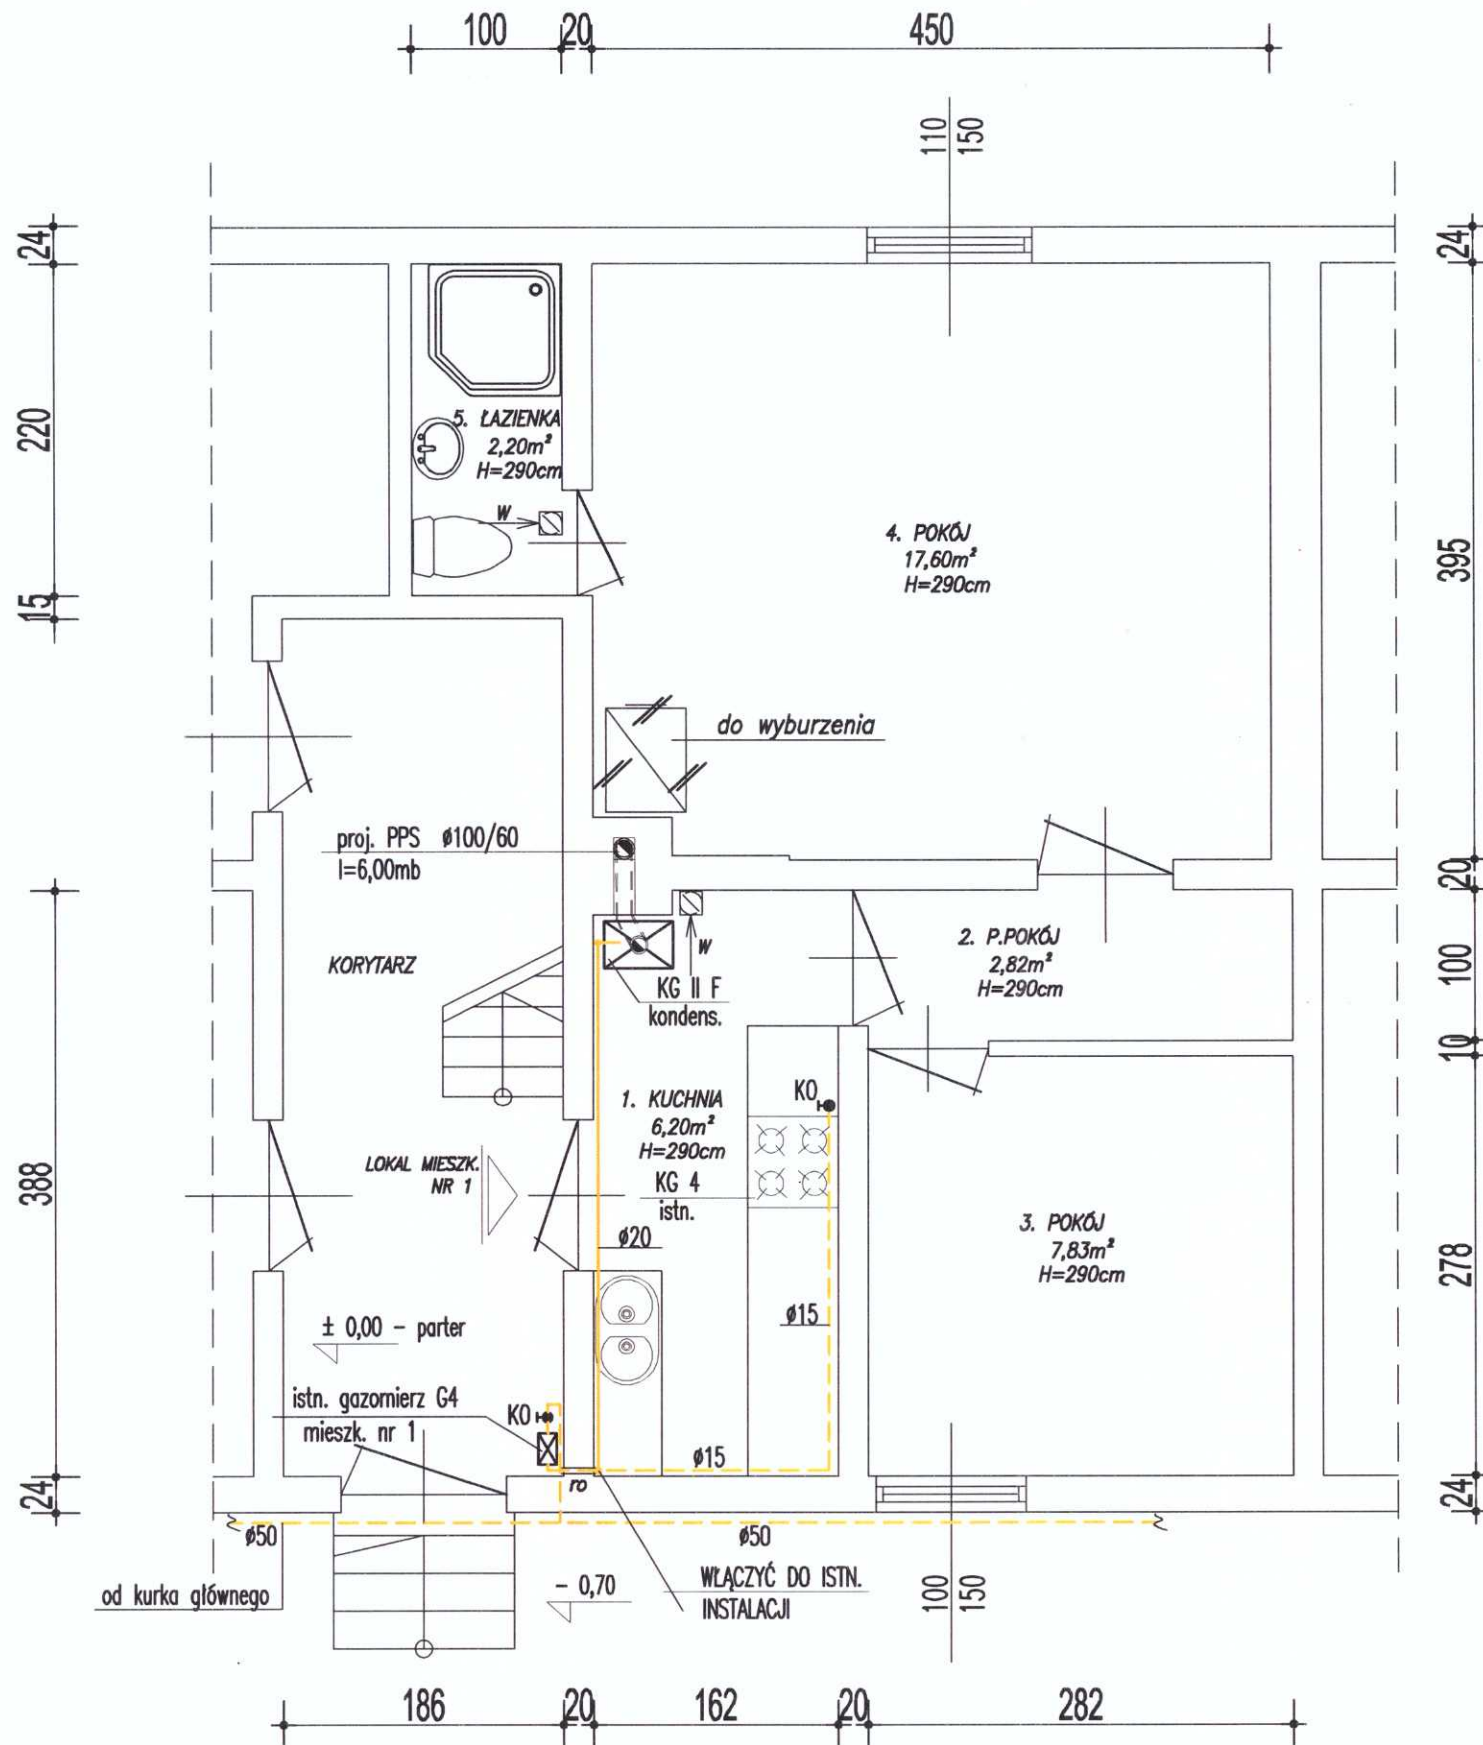 100
20
450
110
150
24
24
5. ŁAZIENKA
2,20m²
H=290cm
220
W
4. POKÓJ
17,60m²
H=290cm
395
15
do wyburzenia
proj. PPS ø100/60
l=6,00mb
20
KORYTARZ
W
2. P.POKÓJ
2,82m²
H=290cm
100
KG II F
kondens.
10
KO
1. KUCHNIA
6,20m²
H=290cm
LOKAL MIESZK.
NR 1
KG 4
istn.
388
3. POKÓJ
7,83m²
H=290cm
278
ø20
ø15
± 0,00 - parter
istn. gazomierz G4
mieszk. nr 1
KO
ø15
ro
24
24
ø50
ø50
od kurka głównego
- 0,70
WŁĄCZYĆ DO ISTN.
INSTALACJI
100
150
186
20
162
20
282